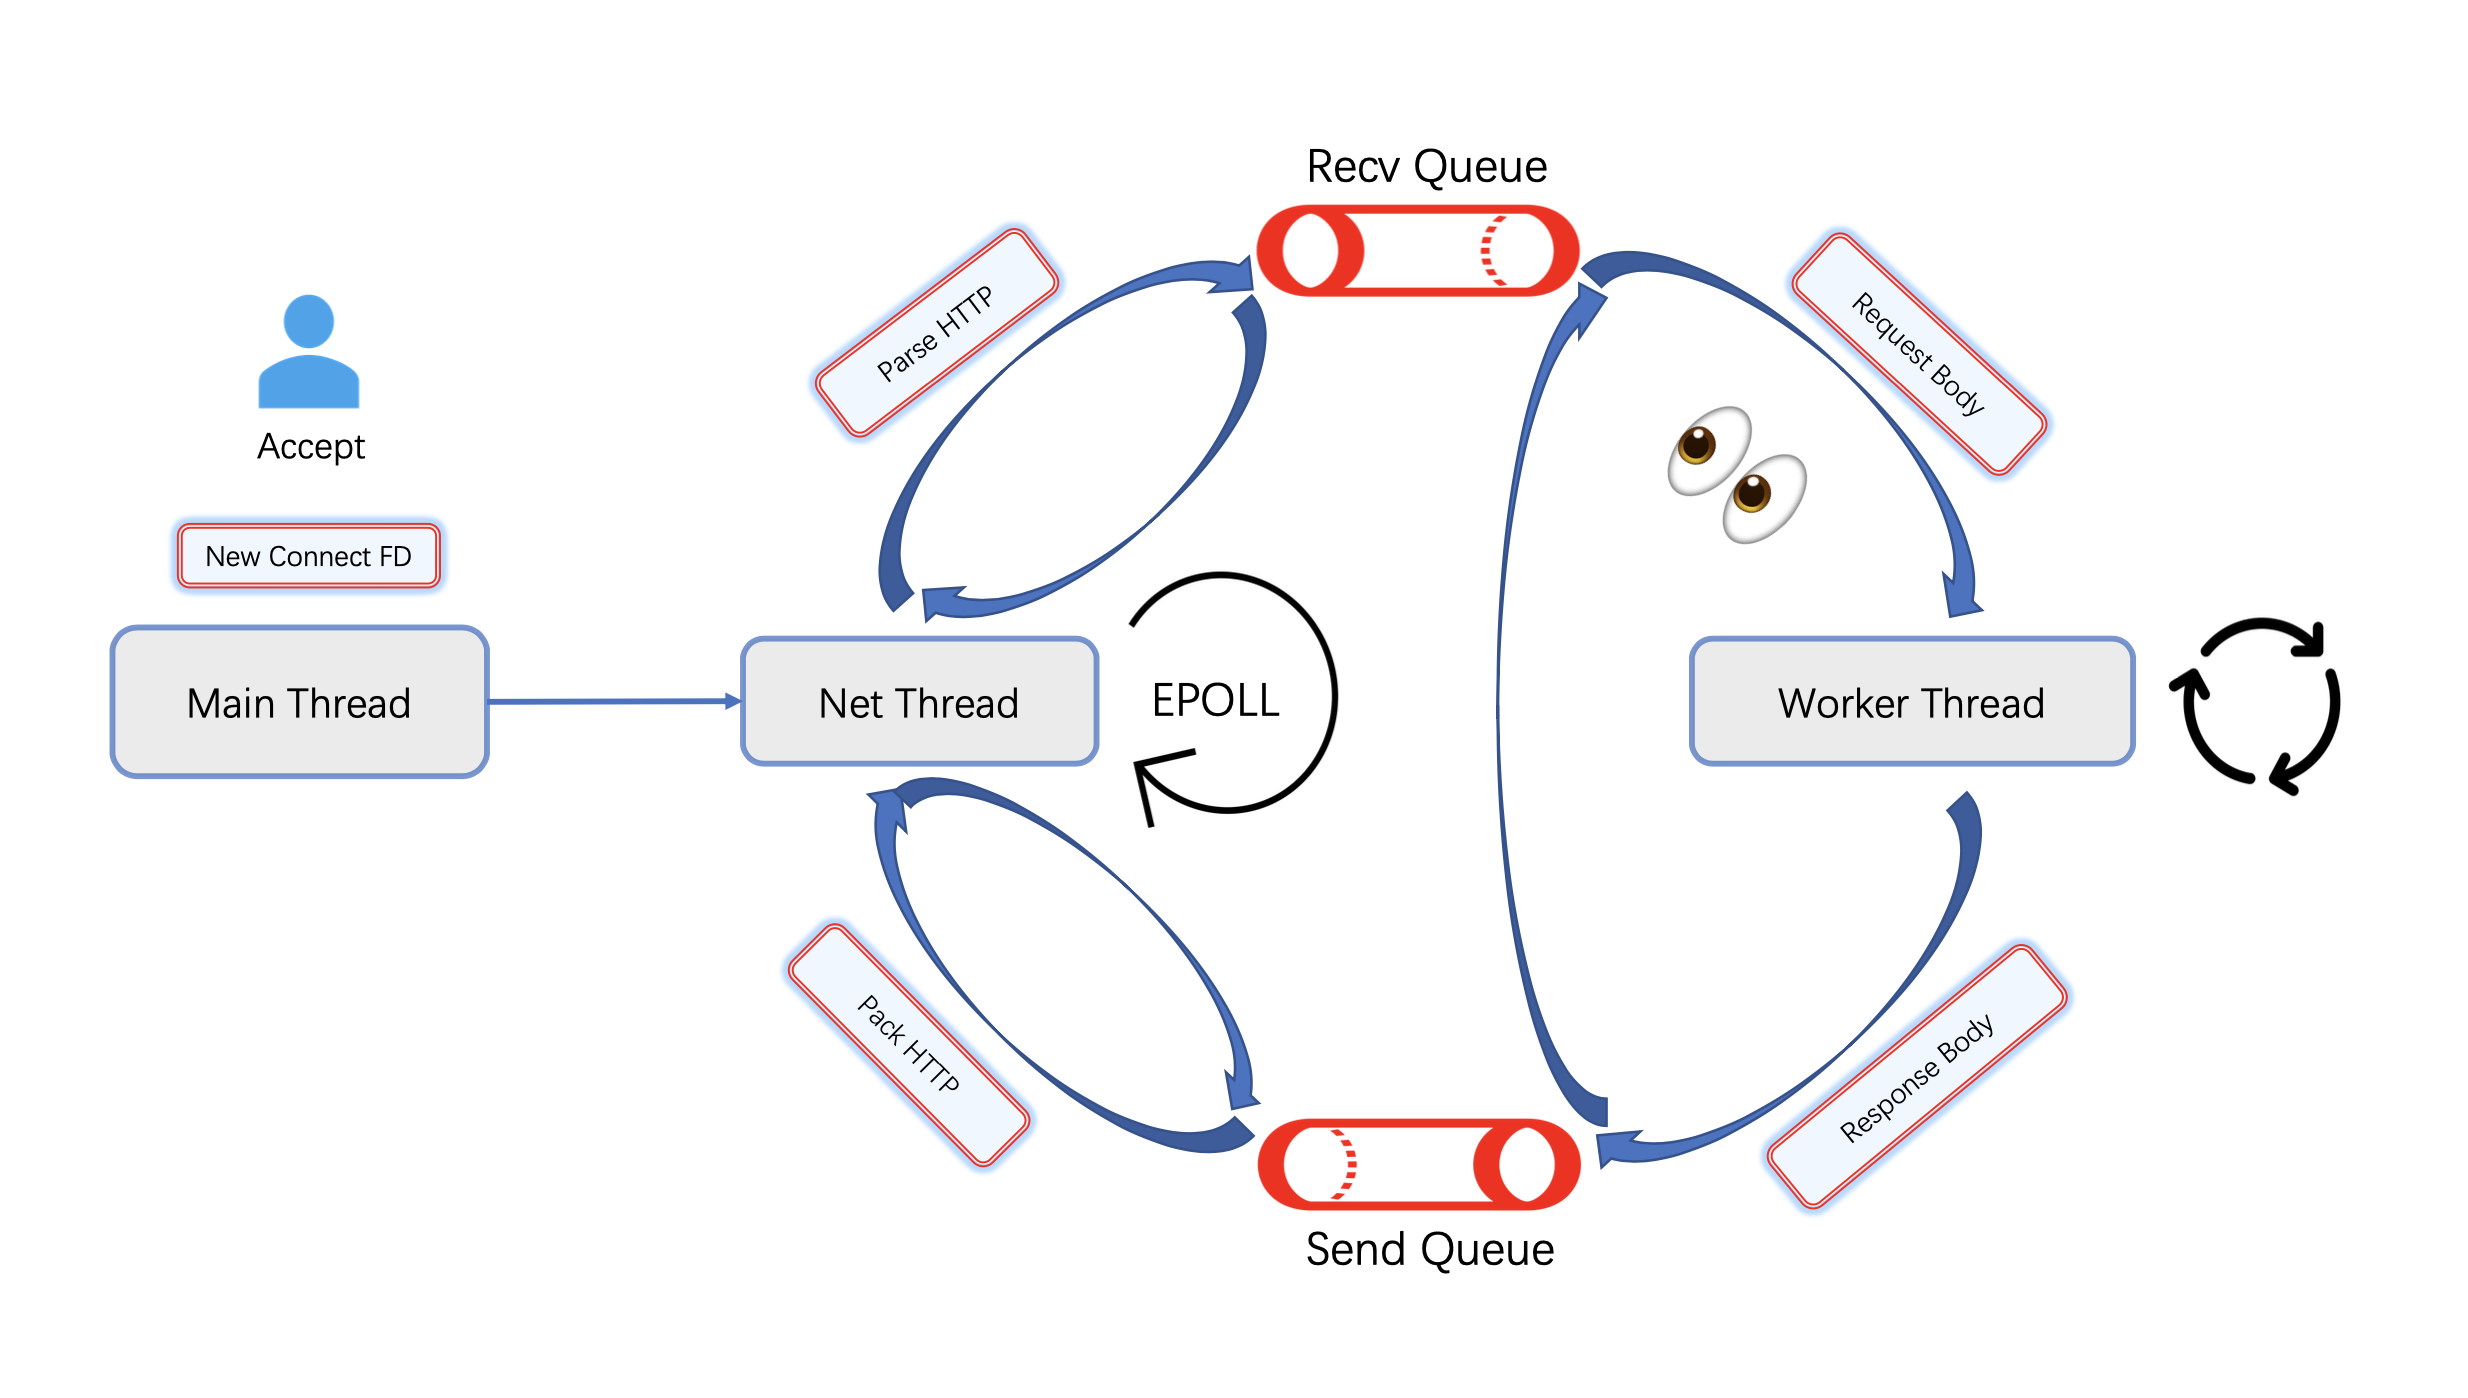 Accept
New Connect FD
Main Thread
Parse HTTP
Recv Queue
Request Body
Net Thread
EPOLL
Worker Thread
Pack HTTP
Send Queue
Response Body